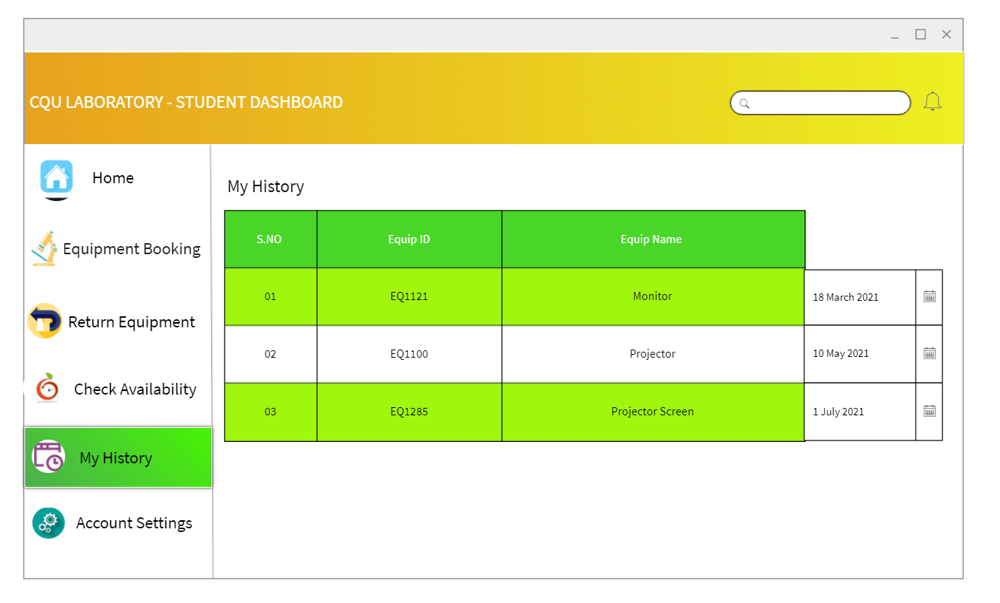 CQU LABORATORY - STUDENT DASHBOARD
Home
Equipment Booking
Return Equipment
Check Availability
My History
Account Settings
My History
S.NO Equip ID Equip Name
01 EQ1121 Monitor 18 March 2021
02 EQ1100 Projector 10 May 2021
03 EQ1285 Projector Screen 1 July 2021